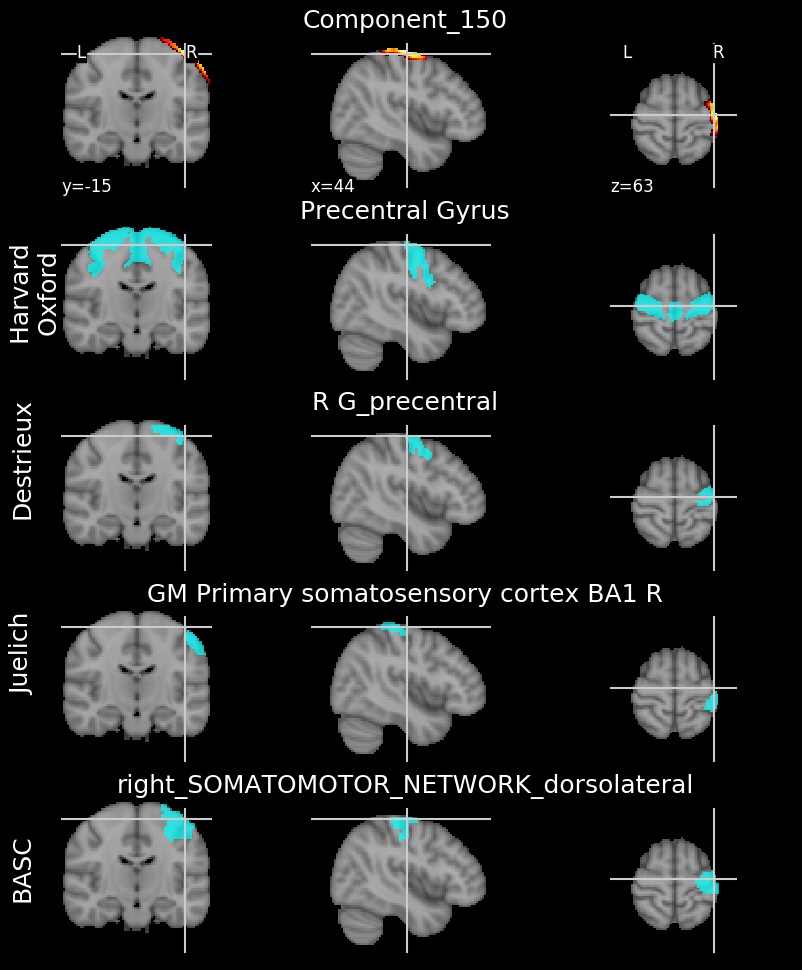 Component_150
L R
L R
y=-15 x=44 z=63
Precentral Gyrus
Harvard
Oxford
R G_precentral
Destrieux
GM Primary somatosensory cortex BA1 R
Juelich
right_SOMATOMOTOR_NETWORK_dorsolateral
BASC